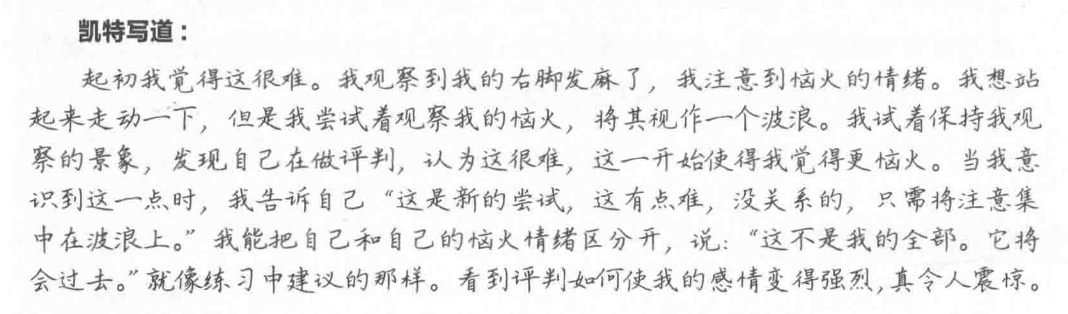 凯特写道：
起初我觉得这很难。我观察到我的右脚发麻了，我注意到恼火的情绪。我想站
起来走动一下，但是我尝试着观察我的恼火，将其视作一个波浪。我试着保持我观
察的景象，发现自己在做评判，认为这很难，这一开始使得我觉得更恼火。当我意
识到这一点时，我告诉自己“这是新的尝试，这有点难，没关系的，只需将注意集
中在波浪上。”我能把自己和自己的恼火情绪区分开，说：“这不是我的全部。它将
会过去。”就像练习中建议的那样。看到评判如何使我的感情变得强烈，真令人震惊。